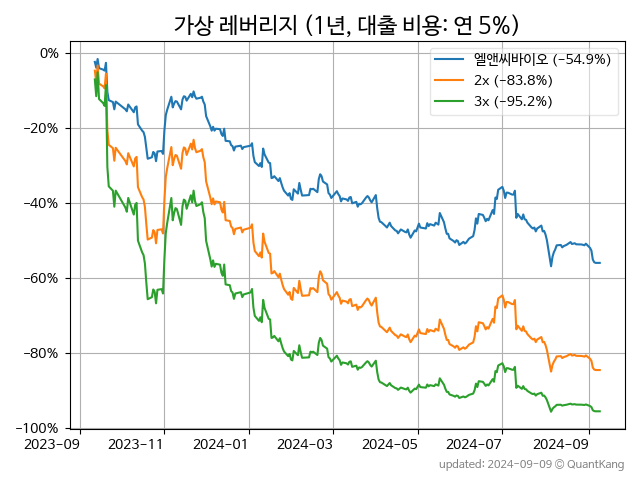 가상 레버리지 (1년, 대출 비용: 연 5%)
엘앤씨바이오 (−54.9%)
2x (−83.8%)
3x (−95.2%)
0%
−20%
−40%
−60%
−80%
−100%
2023-09 2023-11 2024-01 2024-03 2024-05 2024-07 2024-09
updated: 2024-09-09 © QuantKang